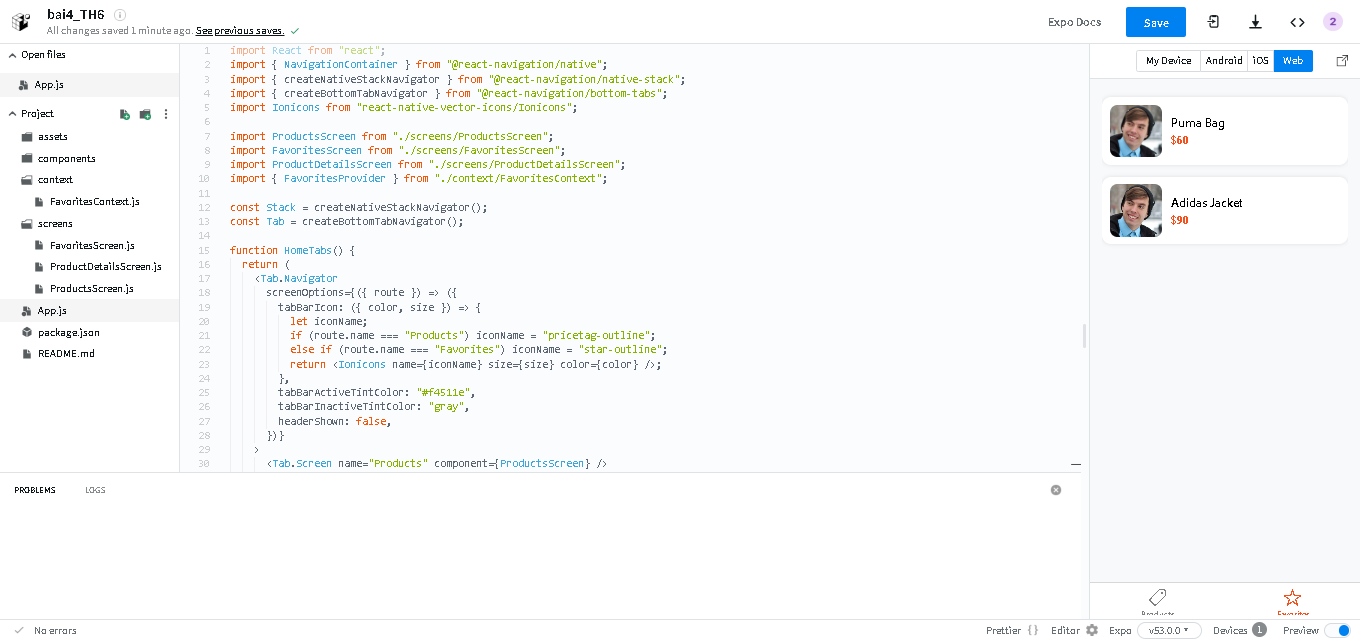 bai4_TH6
All changes saved 1 minute ago. See previous saves.
Expo Docs
Save
2
Open files
App.js
Project
assets
components
context
FavoritesContext.js
screens
FavoritesScreen.js
ProductDetailsScreen.js
ProductsScreen.js
App.js
package.json
README.md
1 import React from "react";
2 import { NavigationContainer } from "@react-navigation/native";
3 import { createNativeStackNavigator } from "@react-navigation/native-stack";
4 import { createBottomTabNavigator } from "@react-navigation/bottom-tabs";
5 import Ionicons from "react-native-vector-icons/Ionicons";
6
7 import ProductsScreen from "./screens/ProductsScreen";
8 import FavoritesScreen from "./screens/FavoritesScreen";
9 import ProductDetailsScreen from "./screens/ProductDetailsScreen";
10 import { FavoritesProvider } from "./context/FavoritesContext";
11
12 const Stack = createNativeStackNavigator();
13 const Tab = createBottomTabNavigator();
14
15 function HomeTabs() {
16 return (
17 <Tab.Navigator
18 screenOptions={({ route }) => ({
19 tabBarIcon: ({ color, size }) => {
20 let iconName;
21 if (route.name === "Products") iconName = "pricetag-outline";
22 else if (route.name === "Favorites") iconName = "star-outline";
23 return <Ionicons name={iconName} size={size} color={color} />;
24 },
25 tabBarActiveTintColor: "#f4511e",
26 tabBarInactiveTintColor: "gray",
27 headerShown: false,
28 })}
29 >
30 <Tab.Screen name="Products" component={ProductsScreen} />
My Device
Android
iOS
Web
Puma Bag
$60
Adidas Jacket
$90
Products
Favorites
PROBLEMS
LOGS
No errors
Prettier { }
Editor
Expo
v53.0.0
Devices 1
Preview